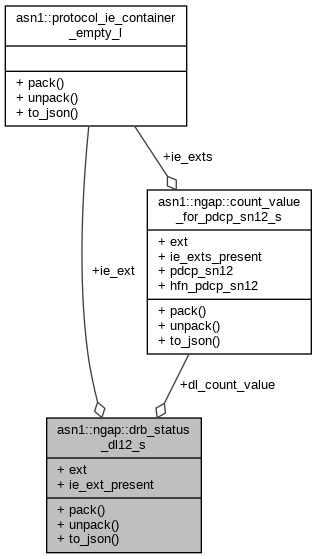 asn1::protocol_ie_container
_empty_l
+ pack()
+ unpack()
+ to_json()
+ie_exts
asn1::ngap::count_value
_for_pdcp_sn12_s
+ ext
+ ie_exts_present
+ pdcp_sn12
+ hfn_pdcp_sn12
+ pack()
+ unpack()
+ to_json()
+ie_ext
+dl_count_value
asn1::ngap::drb_status
_dl12_s
+ ext
+ ie_ext_present
+ pack()
+ unpack()
+ to_json()